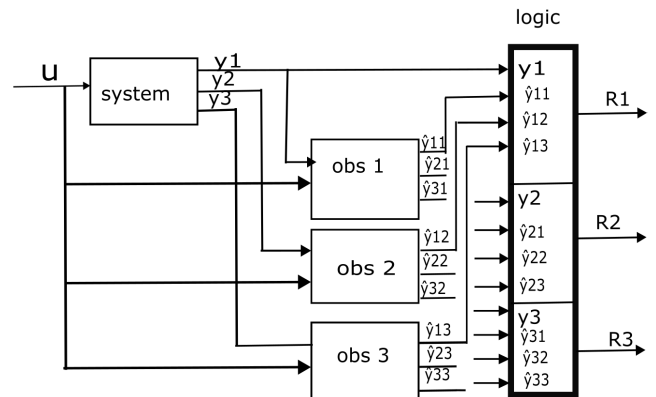 logic
u
system
y1
y2
y3
obs 1
ŷ11
ŷ21
ŷ31
obs 2
ŷ12
ŷ22
ŷ32
obs 3
ŷ13
ŷ23
ŷ33
y1
ŷ11
ŷ12
ŷ13
R1
y2
ŷ21
ŷ22
ŷ23
R2
y3
ŷ31
ŷ32
ŷ33
R3